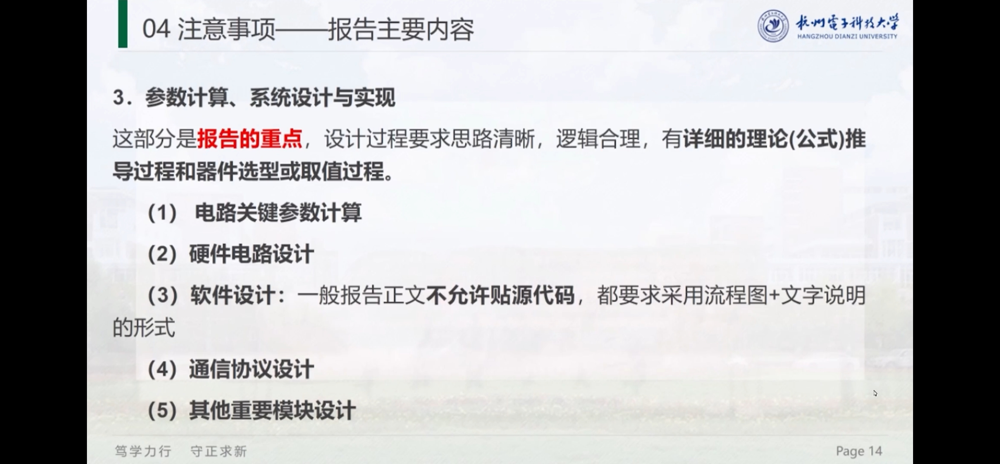 04 注意事项——报告主要内容
杭州電子科技大学
HANGZHOU DIANZI UNIVERSITY
3．参数计算、系统设计与实现
这部分是报告的重点，设计过程要求思路清晰，逻辑合理，有详细的理论(公式)推
导过程和器件选型或取值过程。
（1） 电路关键参数计算
（2）硬件电路设计
（3）软件设计：一般报告正文不允许贴源代码，都要求采用流程图+文字说明
的形式
（4）通信协议设计
（5）其他重要模块设计
笃学力行 守正求新
Page 14